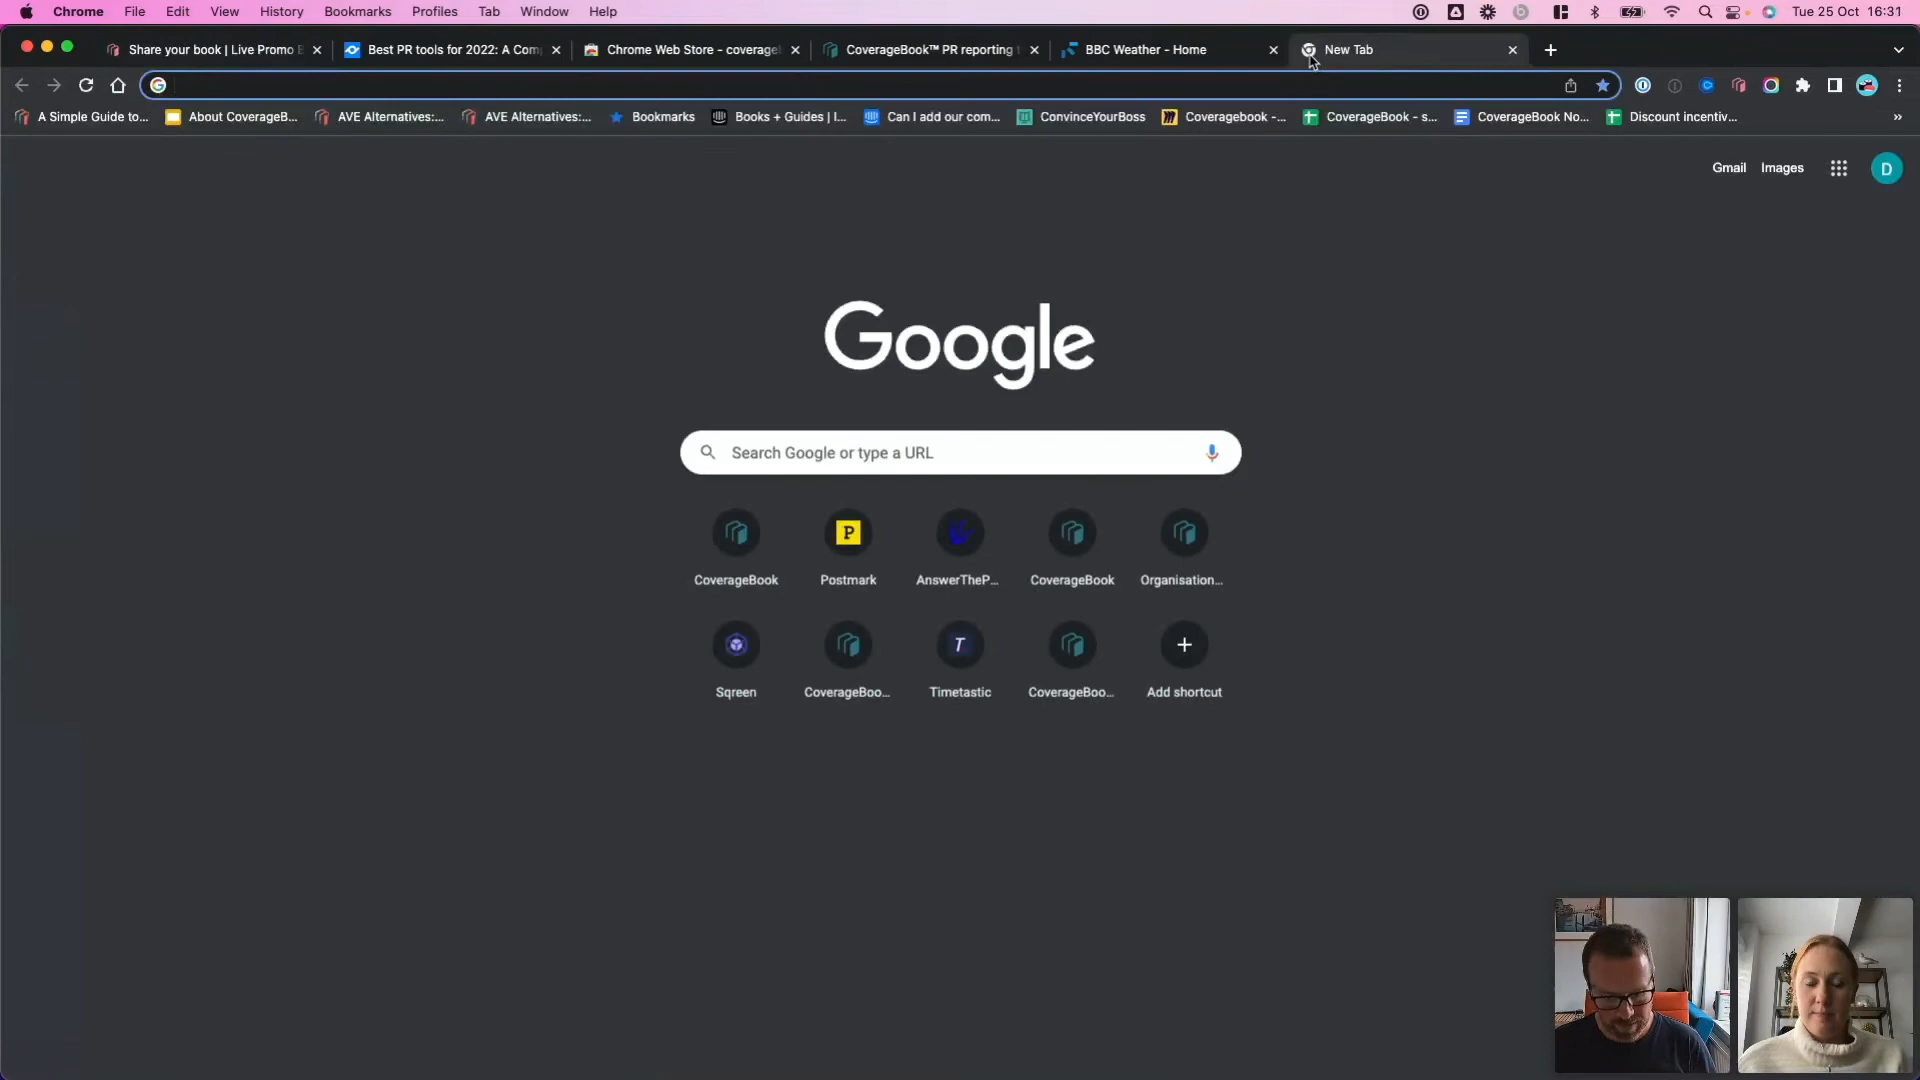 Chrome File Edit View History Bookmarks Profiles Tab Window Help Tue 25 Oct 16:31
Share your book | Live Promo B Best PR tools for 2022: A Com Chrome Web Store - coverage CoverageBook™ PR reporting BBC Weather - Home New Tab
A Simple Guide to... About CoverageB... AVE Alternatives:... AVE Alternatives:... Bookmarks Books + Guides | I... Can I add our com... ConvinceYourBoss Coveragebook -... CoverageBook - s... CoverageBook No... Discount incentiv... »
Gmail Images D
Google
Search Google or type a URL
P
CoverageBook Postmark AnswerTheP... CoverageBook Organisation...
T
Sqreen CoverageBoo... Timetastic CoverageBoo... Add shortcut